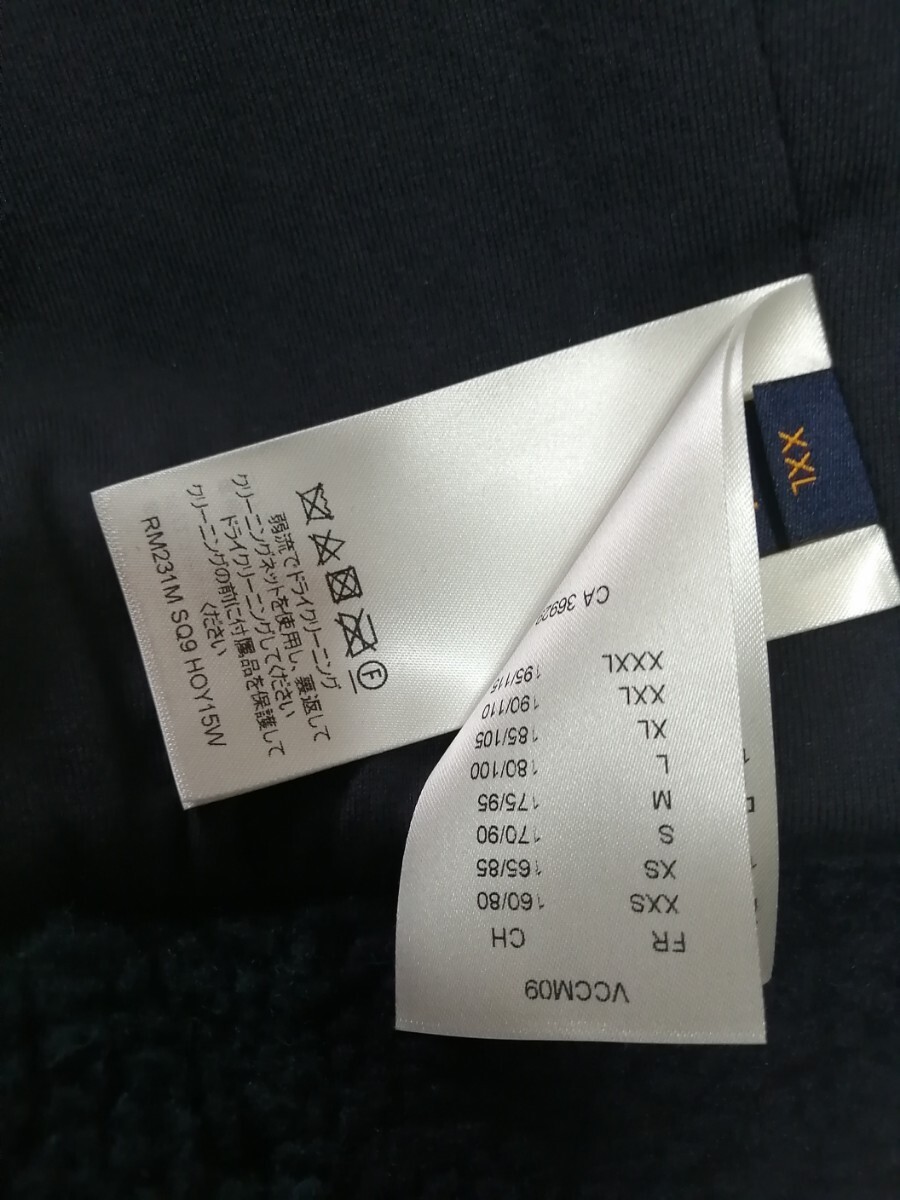 XXL
弱流でドライクリーニング
クリーニングネットを使用し、裏返して
ドライクリーニングしてください
クリーニングの前に付属品を保護して
ください
RM231M SQ9 HOY15W
F
VCCM09
FR CH
XXS 160/80
XS 165/85
S 170/90
M 175/95
L 180/100
XL 185/105
XXL 190/110
XXXL 195/115
CA